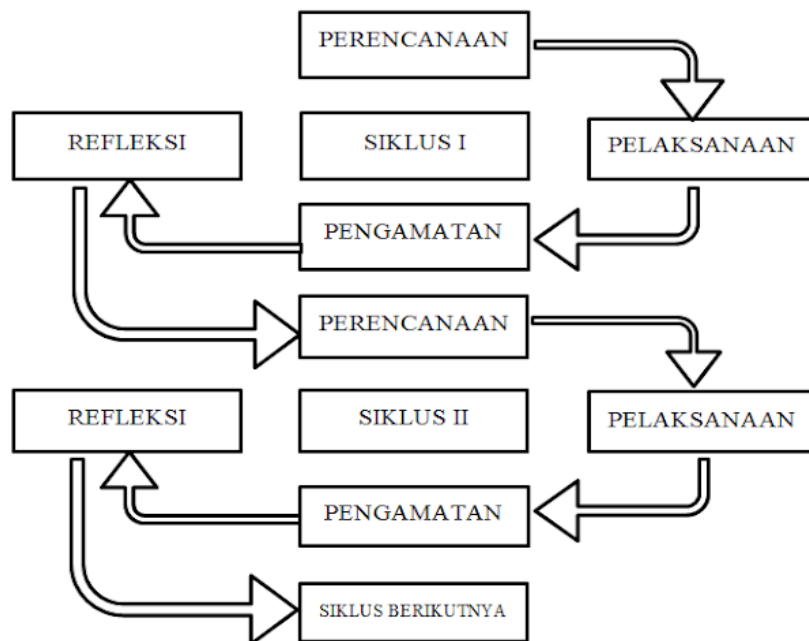 PERENCANAAN
REFLEKSI
SIKLUS I
PELAKSANAAN
PENGAMATAN
PERENCANAAN
REFLEKSI
SIKLUS II
PELAKSANAAN
PENGAMATAN
SIKLUS BERIKUTNYA